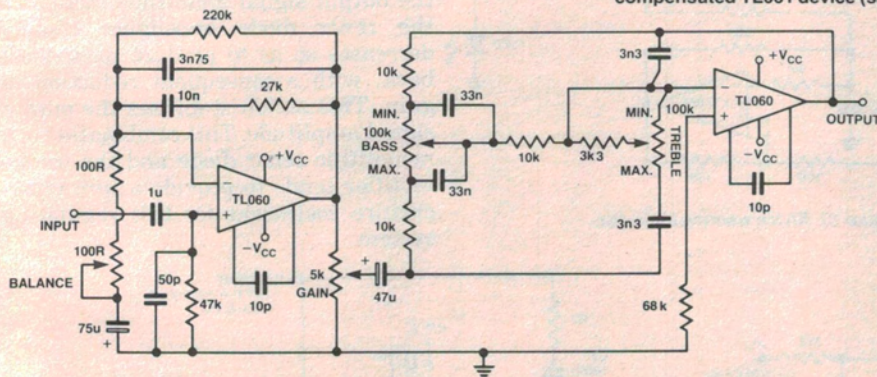 compensated TL061 device (s
220k
3n75
10n
27k
100R
+VCC
TL060
−VCC
1u
INPUT
100R
BALANCE
50p
47k
10p
75u
+
5k
GAIN
+
47u
10k
MIN.
33n
100k
BASS
MAX.
33n
10k
10k
3k3
3n3
MIN.
100k
TREBLE
MAX.
3n3
68k
−
+
+VCC
TL060
−VCC
OUTPUT
10p